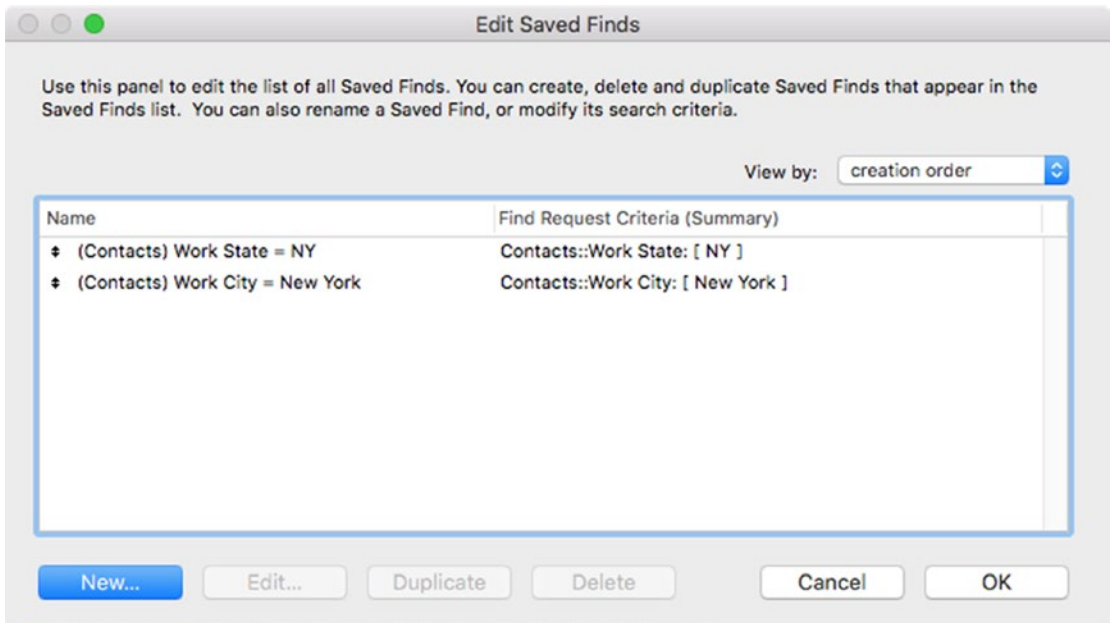 Edit Saved Finds
Use this panel to edit the list of all Saved Finds. You can create, delete and duplicate Saved Finds that appear in the
Saved Finds list.  You can also rename a Saved Find, or modify its search criteria.
View by: creation order
Name Find Request Criteria (Summary)
(Contacts) Work State = NY Contacts::Work State: [ NY ]
(Contacts) Work City = New York Contacts::Work City: [ New York ]
New... Edit... Duplicate Delete Cancel OK